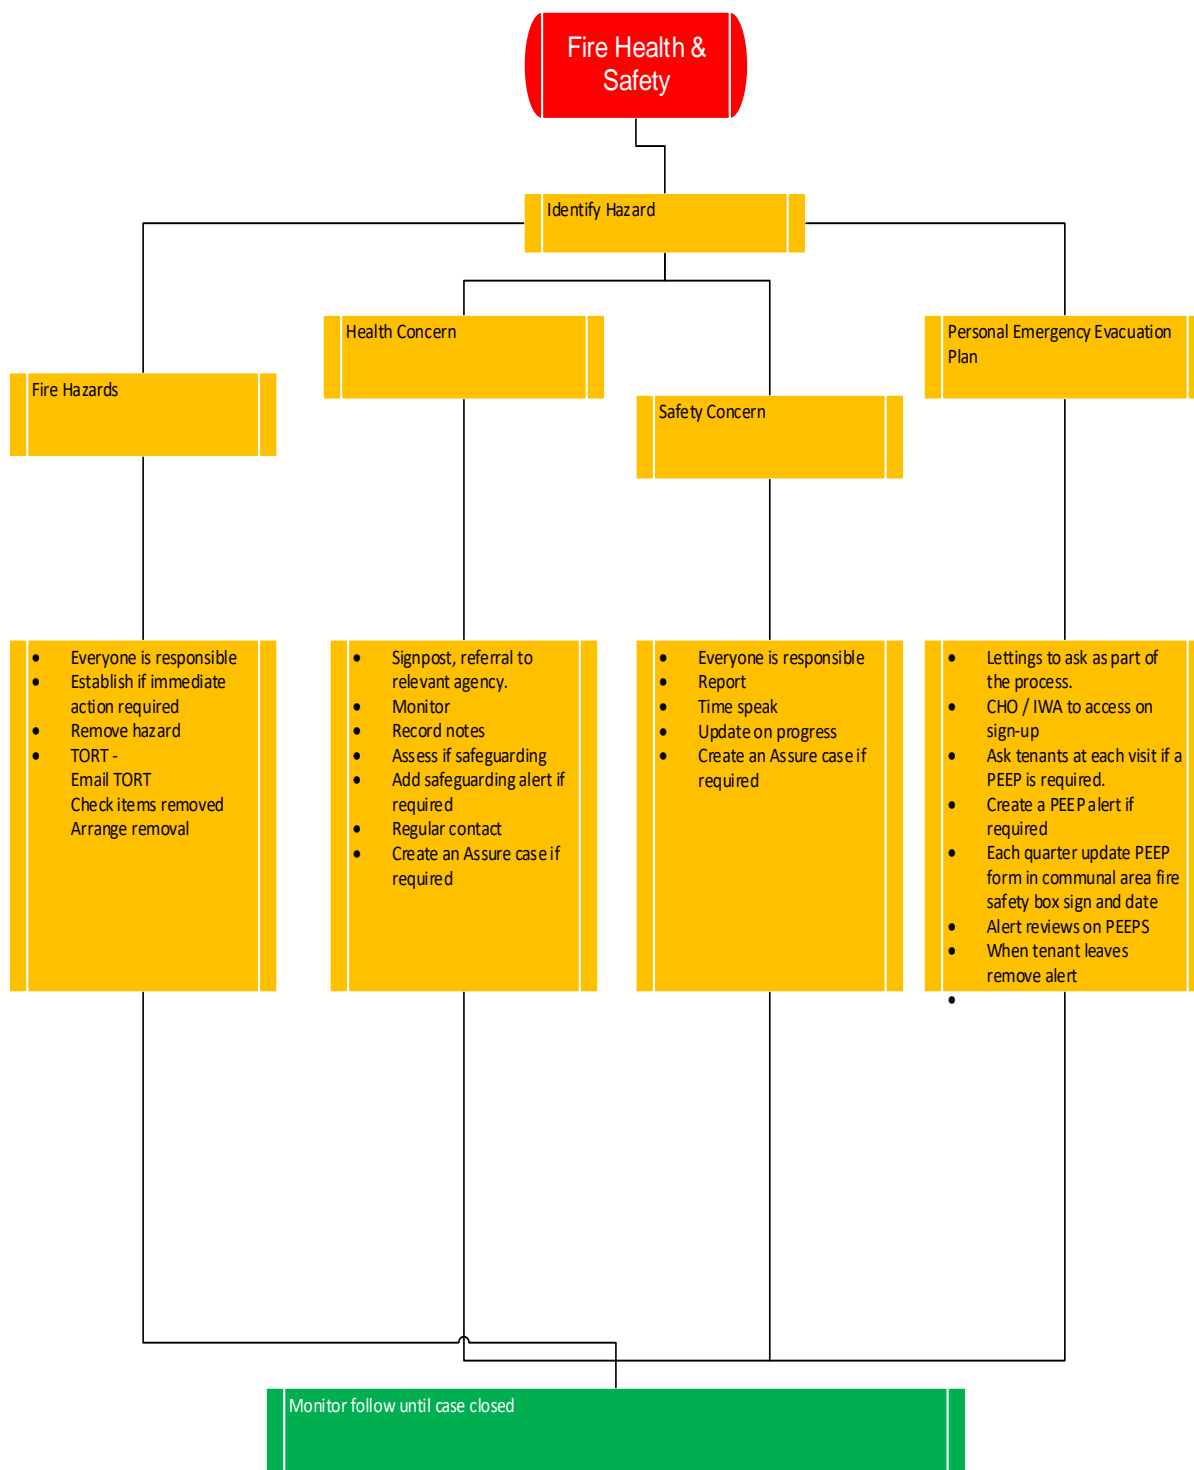 Fire Health &
Safety
Identify Hazard
Health Concern
Personal Emergency Evacuation
Plan
Fire Hazards
Safety Concern
• Everyone is responsible
• Establish if immediate
action required
• Remove hazard
• TORT -
Email TORT
Check items removed
Arrange removal
• Signpost, referral to
relevant agency.
• Monitor
• Record notes
• Assess if safeguarding
• Add safeguarding alert if
required
• Regular contact
• Create an Assure case if
required
• Everyone is responsible
• Report
• Time speak
• Update on progress
• Create an Assure case if
required
• Lettings to ask as part of
the process.
• CHO / IWA to access on
sign-up
• Ask tenants at each visit if a
PEEP is required.
• Create a PEEP alert if
required
• Each quarter update PEEP
form in communal area fire
safety box sign and date
• Alert reviews on PEEPS
• When tenant leaves
remove alert
•
Monitor follow until case closed